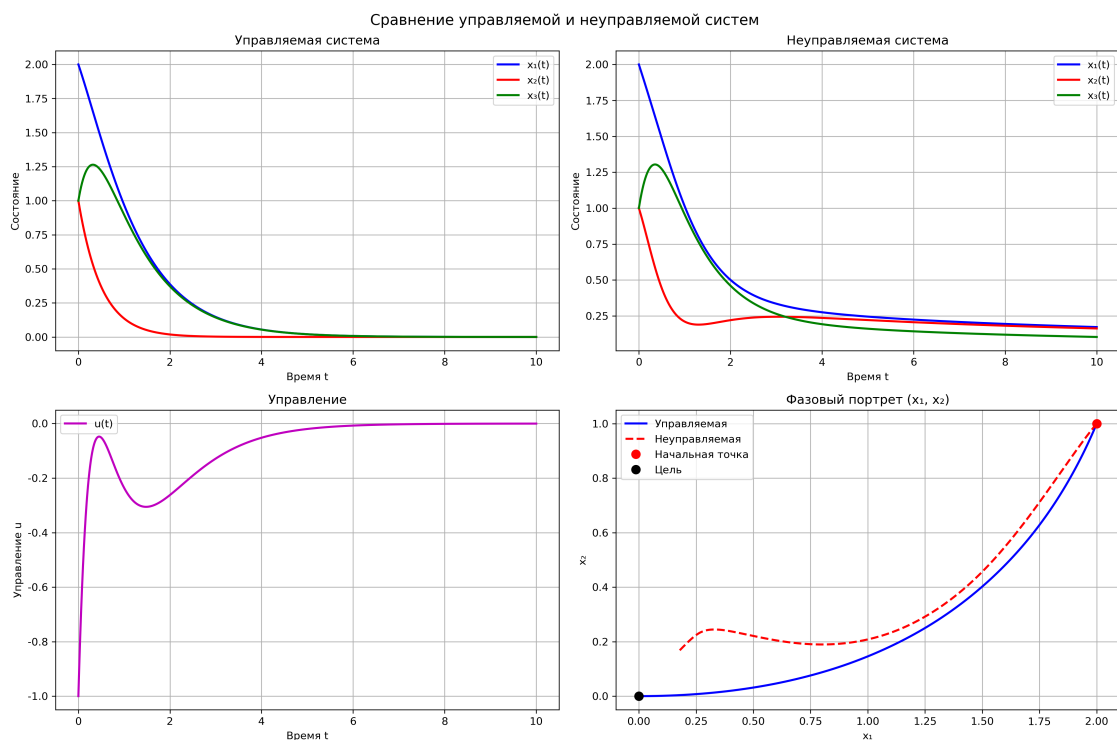 Сравнение управляемой и неуправляемой систем
Управляемая система
2.00
1.75
1.50
1.25
1.00
0.75
0.50
0.25
0.00
Состояние
x₁(t)
x₂(t)
x₃(t)
0 2 4 6 8 10
Время t
Неуправляемая система
2.00
1.75
1.50
1.25
1.00
0.75
0.50
0.25
Состояние
x₁(t)
x₂(t)
x₃(t)
0 2 4 6 8 10
Время t
Управление
0.0
-0.2
-0.4
-0.6
-0.8
-1.0
Управление u
u(t)
0 2 4 6 8 10
Время t
Фазовый портрет (x₁, x₂)
1.0
0.8
0.6
0.4
0.2
0.0
x₂
Управляемая
Неуправляемая
Начальная точка
Цель
0.00 0.25 0.50 0.75 1.00 1.25 1.50 1.75 2.00
x₁